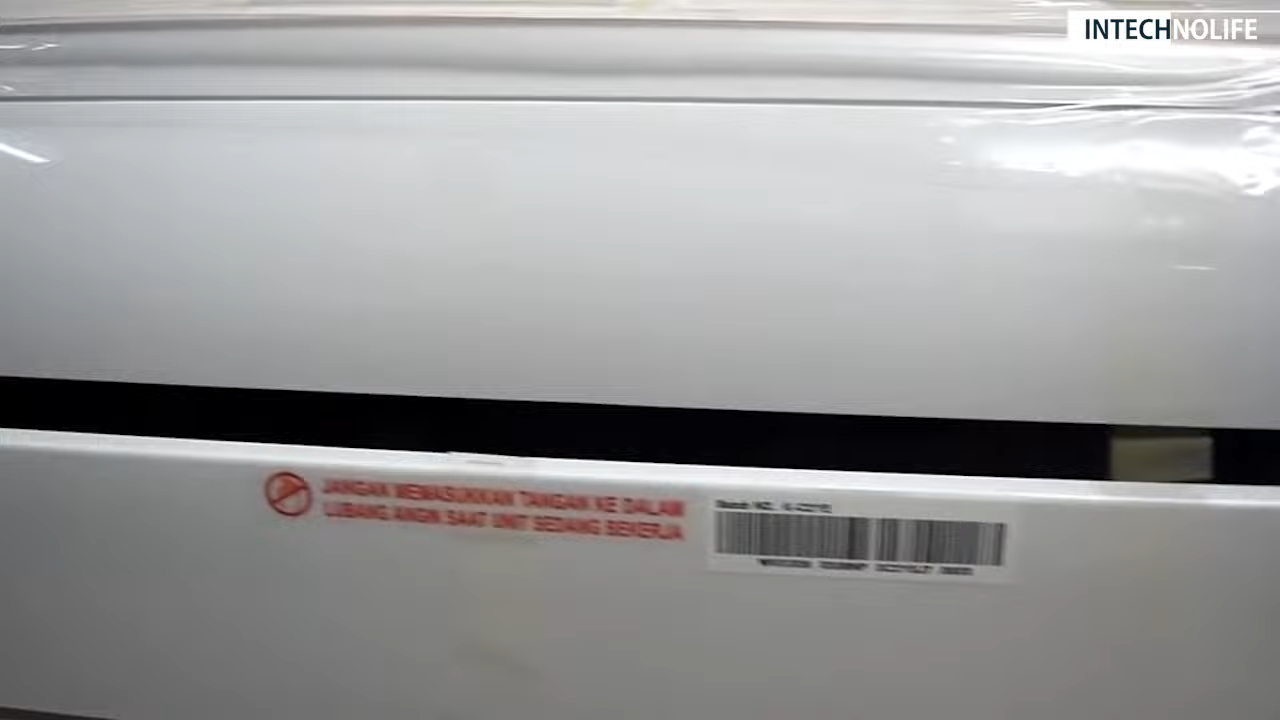 INTECHNOLIFE
JANGAN MEMASUKKAN TANGAN KE DALAM
LUBANG ANGIN SAAT UNIT SEDANG BEKERJA